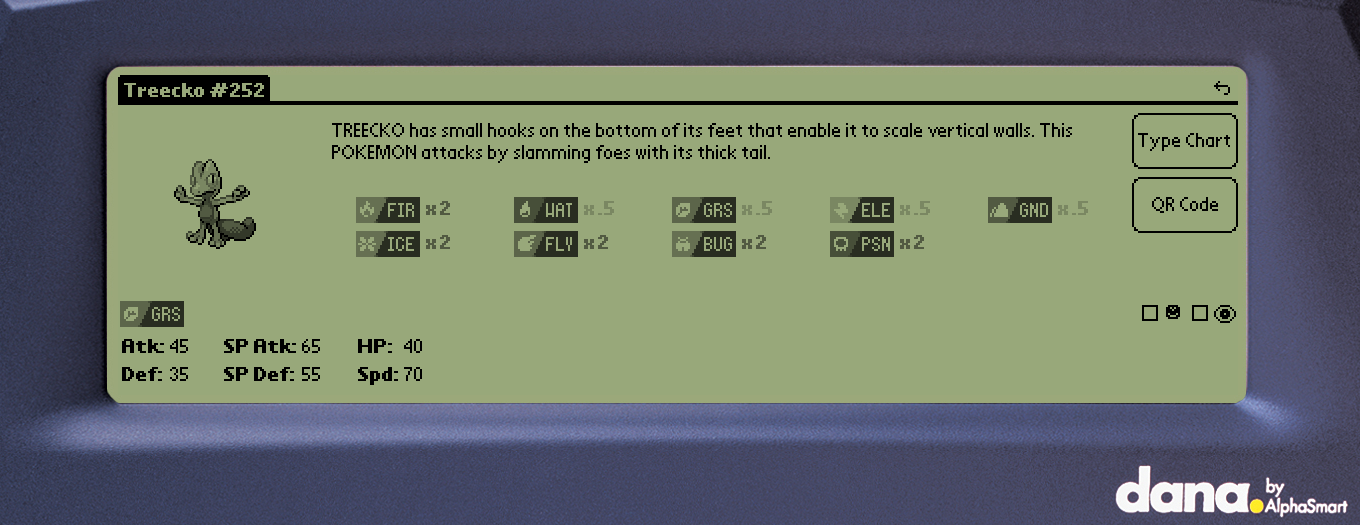 Treecko #252
TREECKO has small hooks on the bottom of its feet that enable it to scale vertical walls. This
POKEMON attacks by slamming foes with its thick tail.
Type Chart
QR Code
FIR x2 WAT x.5 GRS x.5 ELE x.5 GND x.5
ICE x2 FLY x2 BUG x2 PSN x2
GRS
Atk: 45 SP Atk: 65 HP: 40
Def: 35 SP Def: 55 Spd: 70
dana. by
AlphaSmart